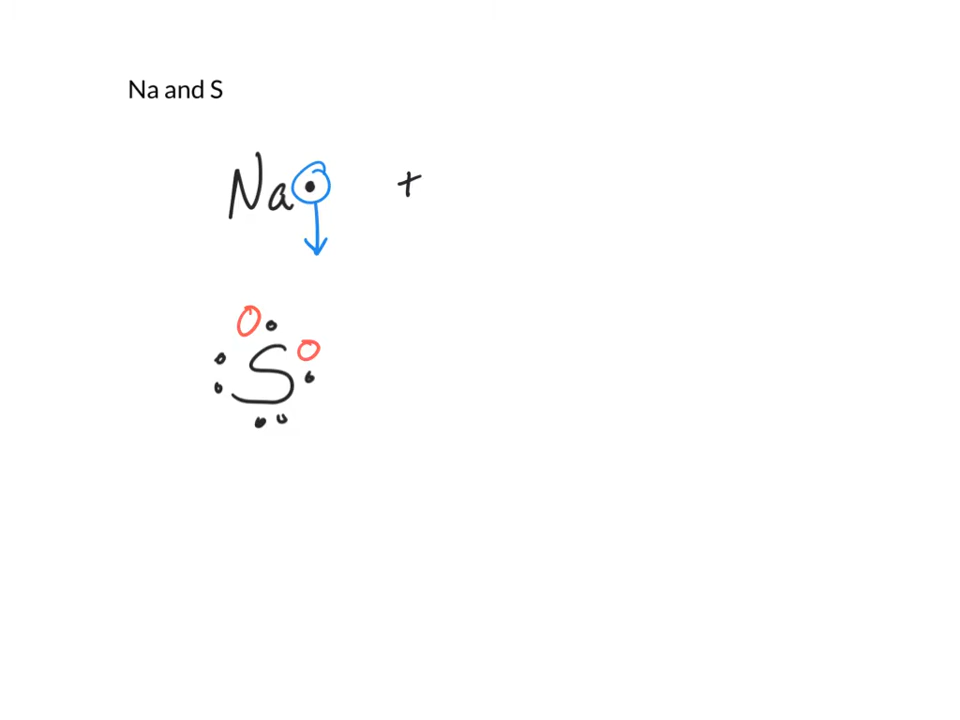 Na and S
Na• +
S